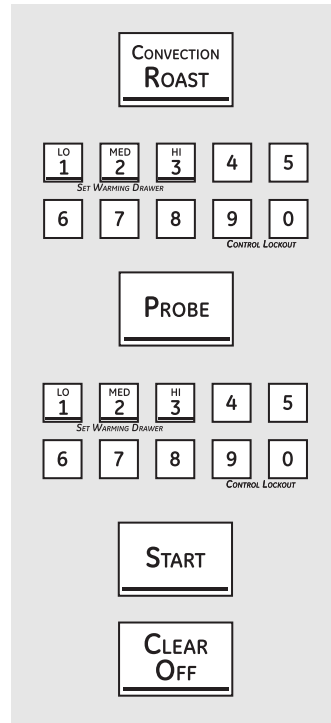 CONVECTION
ROAST
LO MED HI
1 2 3 4 5
SET WARMING DRAWER
6 7 8 9 0
CONTROL LOCKOUT
PROBE
LO MED HI
1 2 3 4 5
SET WARMING DRAWER
6 7 8 9 0
CONTROL LOCKOUT
START
CLEAR
OFF